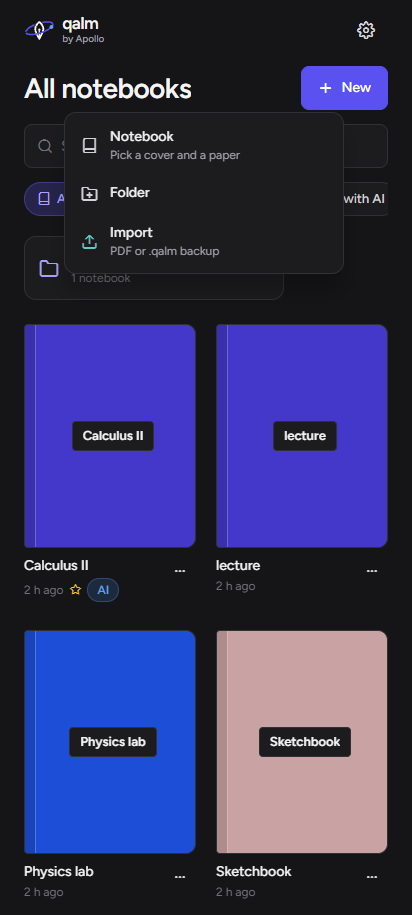 qalm
by Apollo
All notebooks
+ New
Notebook
Pick a cover and a paper
Folder
Import
PDF or .qalm backup
with AI
1 notebook
Calculus II
lecture
Calculus II
...
lecture
...
2 h ago
AI
2 h ago
Physics lab
Sketchbook
Physics lab
...
Sketchbook
...
2 h ago
2 h ago